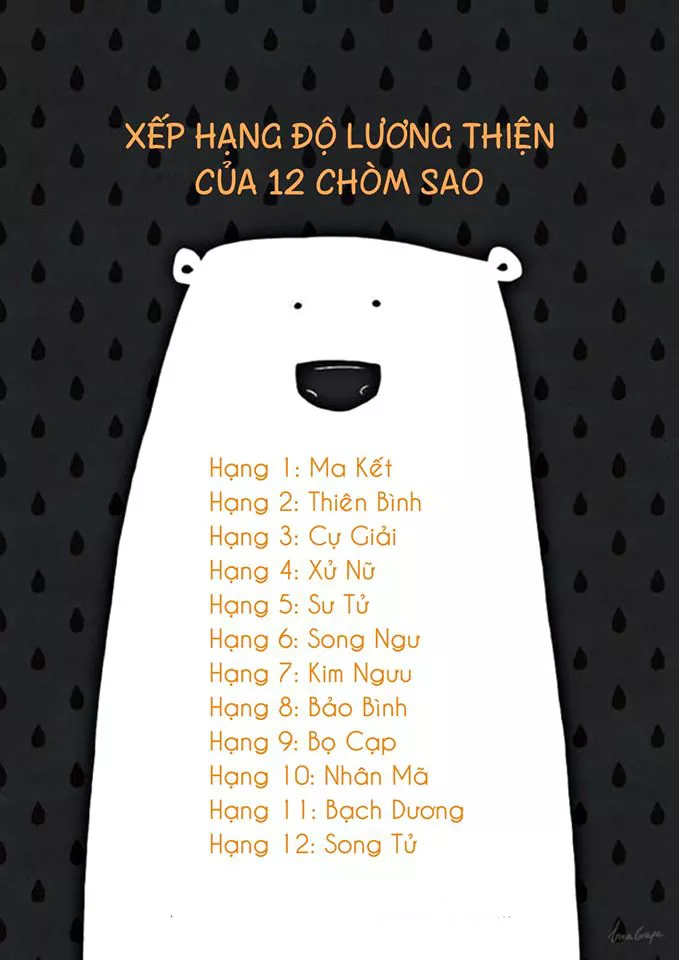 XẾP HẠNG ĐỘ LƯƠNG THIỆN
CỦA 12 CHÒM SAO
Hạng 1: Ma Kết
Hạng 2: Thiên Bình
Hạng 3: Cự Giải
Hạng 4: Xử Nữ
Hạng 5: Sư Tử
Hạng 6: Song Ngư
Hạng 7: Kim Ngưu
Hạng 8: Bảo Bình
Hạng 9: Bọ Cạp
Hạng 10: Nhân Mã
Hạng 11: Bạch Dương
Hạng 12: Song Tử